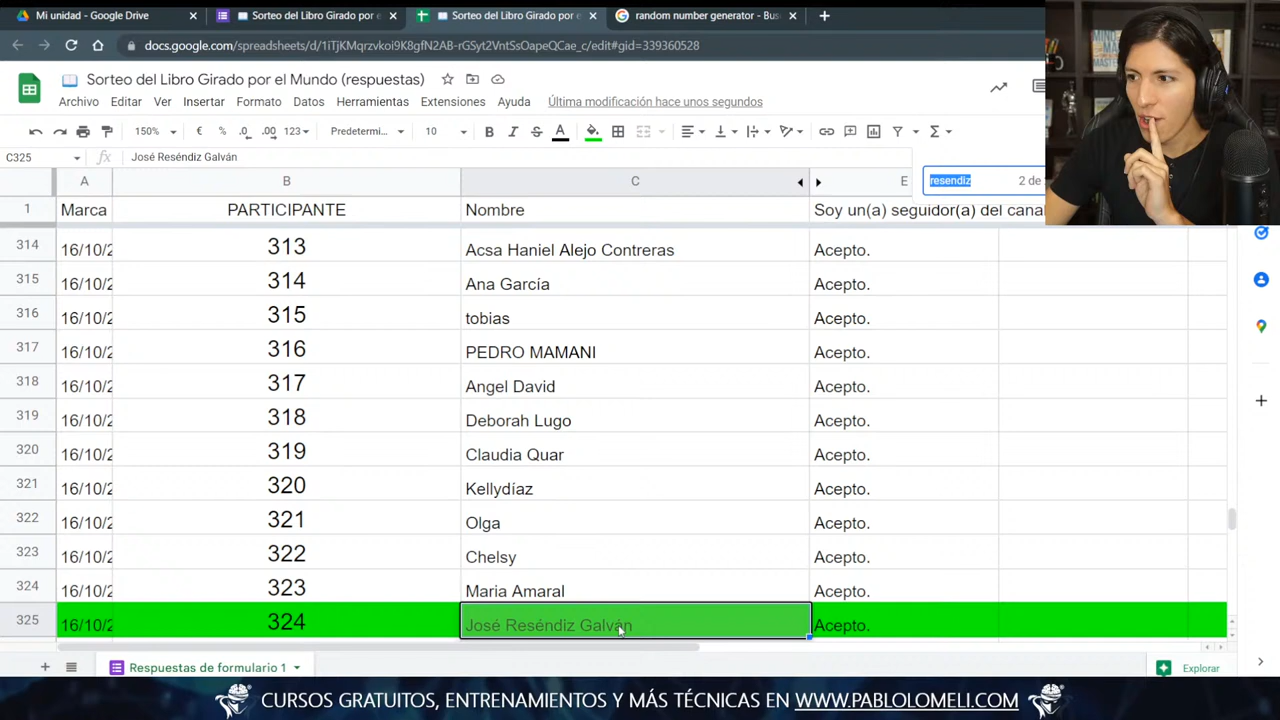 Mi unidad - Google Drive
Sorteo del Libro Girado por e
Sorteo del Libro Girado por e
random number generator - Bus
docs.google.com/spreadsheets/d/1iTjKMqrzvkoi9K8gfN2AB-rGSyt2VntSsOapeQCae_c/edit#gid=339360528
Sorteo del Libro Girado por el Mundo (respuestas)
Archivo Editar Ver Insertar Formato Datos Herramientas Extensiones Ayuda Última modificación hace unos segundos
150% € % .0 .00 123 Predetermi... 10 B I S A
C325 fx José Reséndiz Galván
resendiz 2 de
A B C E
1 Marca PARTICIPANTE Nombre Soy un(a) seguidor(a) del cana
314 16/10/2 313 Acsa Haniel Alejo Contreras Acepto.
315 16/10/2 314 Ana García Acepto.
316 16/10/2 315 tobias Acepto.
317 16/10/2 316 PEDRO MAMANI Acepto.
318 16/10/2 317 Angel David Acepto.
319 16/10/2 318 Deborah Lugo Acepto.
320 16/10/2 319 Claudia Quar Acepto.
321 16/10/2 320 Kellydíaz Acepto.
322 16/10/2 321 Olga Acepto.
323 16/10/2 322 Chelsy Acepto.
324 16/10/2 323 Maria Amaral Acepto.
325 16/10/2 324 José Reséndiz Galván Acepto.
Respuestas de formulario 1 Explorar
CURSOS GRATUITOS, ENTRENAMIENTOS Y MÁS TÉCNICAS EN WWW.PABLOLOMELI.COM